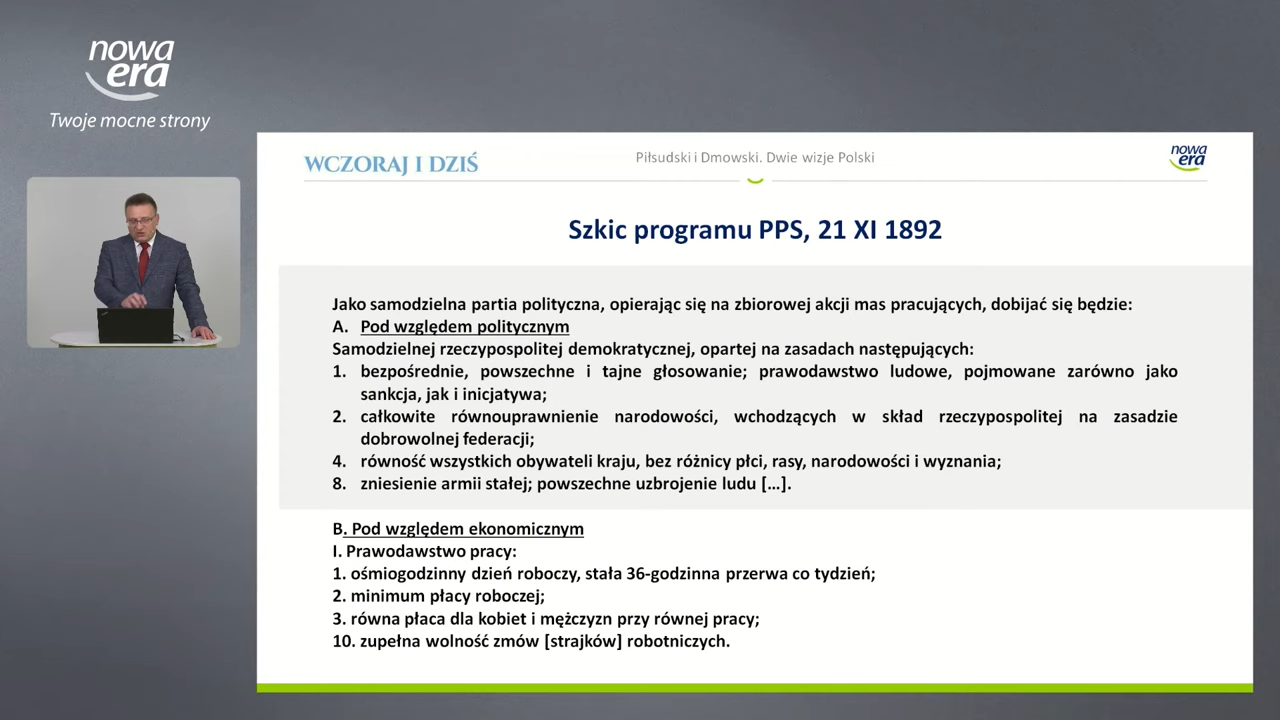 nowa
era
Twoje mocne strony
WCZORAJ I DZIŚ
Piłsudski i Dmowski. Dwie wizje Polski
nowa
era
Szkic programu PPS, 21 XI 1892
Jako samodzielna partia polityczna, opierając się na zbiorowej akcji mas pracujących, dobijać się będzie:
A. Pod względem politycznym
Samodzielnej rzeczypospolitej demokratycznej, opartej na zasadach następujących:
1. bezpośrednie, powszechne i tajne głosowanie; prawodawstwo ludowe, pojmowane zarówno jako
sankcja, jak i inicjatywa;
2. całkowite równouprawnienie narodowości, wchodzących w skład rzeczypospolitej na zasadzie
dobrowolnej federacji;
4. równość wszystkich obywateli kraju, bez różnicy płci, rasy, narodowości i wyznania;
8. zniesienie armii stałej; powszechne uzbrojenie ludu […].
B. Pod względem ekonomicznym
I. Prawodawstwo pracy:
1. ośmiogodzinny dzień roboczy, stała 36-godzinna przerwa co tydzień;
2. minimum płacy roboczej;
3. równa płaca dla kobiet i mężczyzn przy równej pracy;
10. zupełna wolność zmów [strajków] robotniczych.